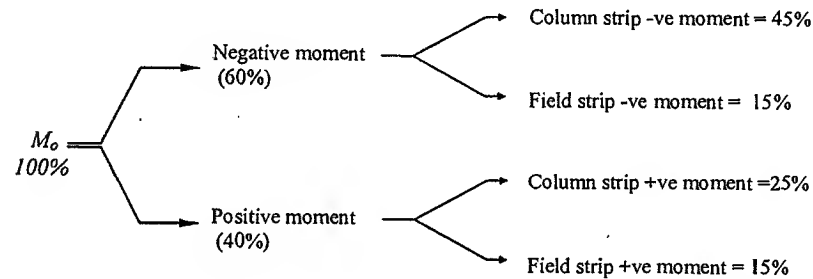 Column strip -ve moment = 45%
Negative moment
(60%)
Field strip -ve moment = 15%
Mo
100%
Column strip +ve moment =25%
Positive moment
(40%)
Field strip +ve moment = 15%